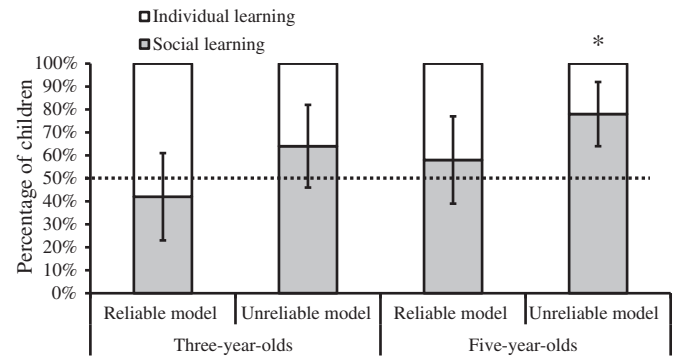 Individual learning
Social learning
*
100%
90%
80%
70%
60%
50%
40%
30%
20%
10%
0%
Percentage of children
Reliable model Unreliable model Reliable model Unreliable model
Three-year-olds Five-year-olds